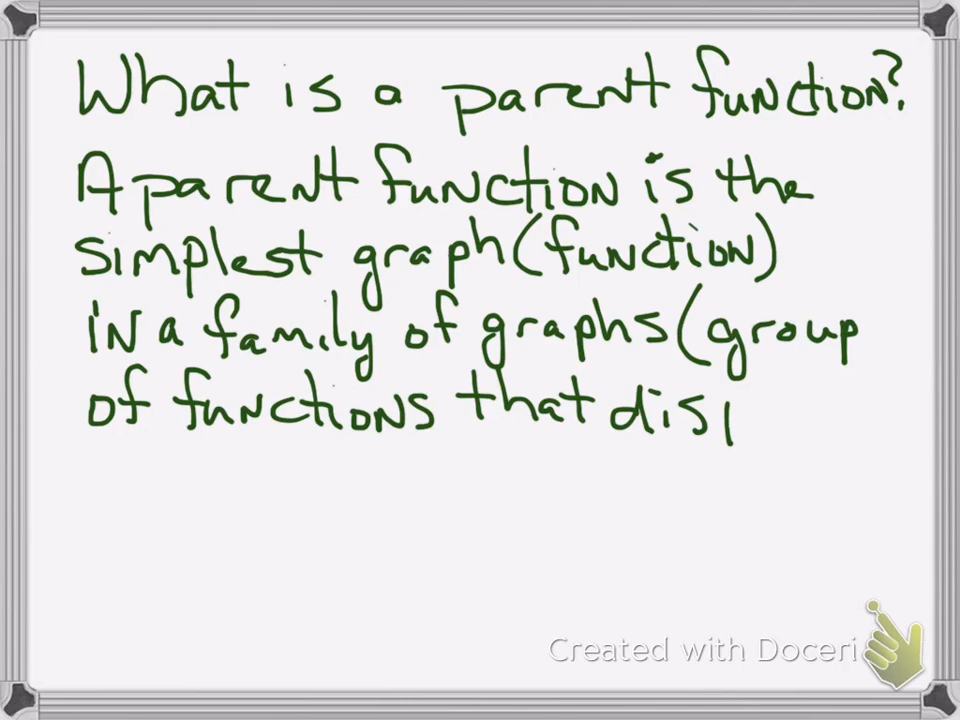 What is a parent function?
A parent function is the
simplest graph (function)
in a family of graphs (group
of functions that disp
Created with Doceri